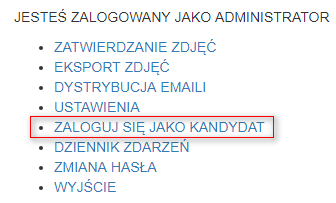 JESTEŚ ZALOGOWANY JAKO ADMINISTRATOR
ZATWIERDZANIE ZDJĘĆ
EKSPORT ZDJĘĆ
DYSTRYBUCJA EMAILI
USTAWIENIA
ZALOGUJ SIĘ JAKO KANDYDAT
DZIENNIK ZDARZEŃ
ZMIANA HASŁA
WYJŚCIE